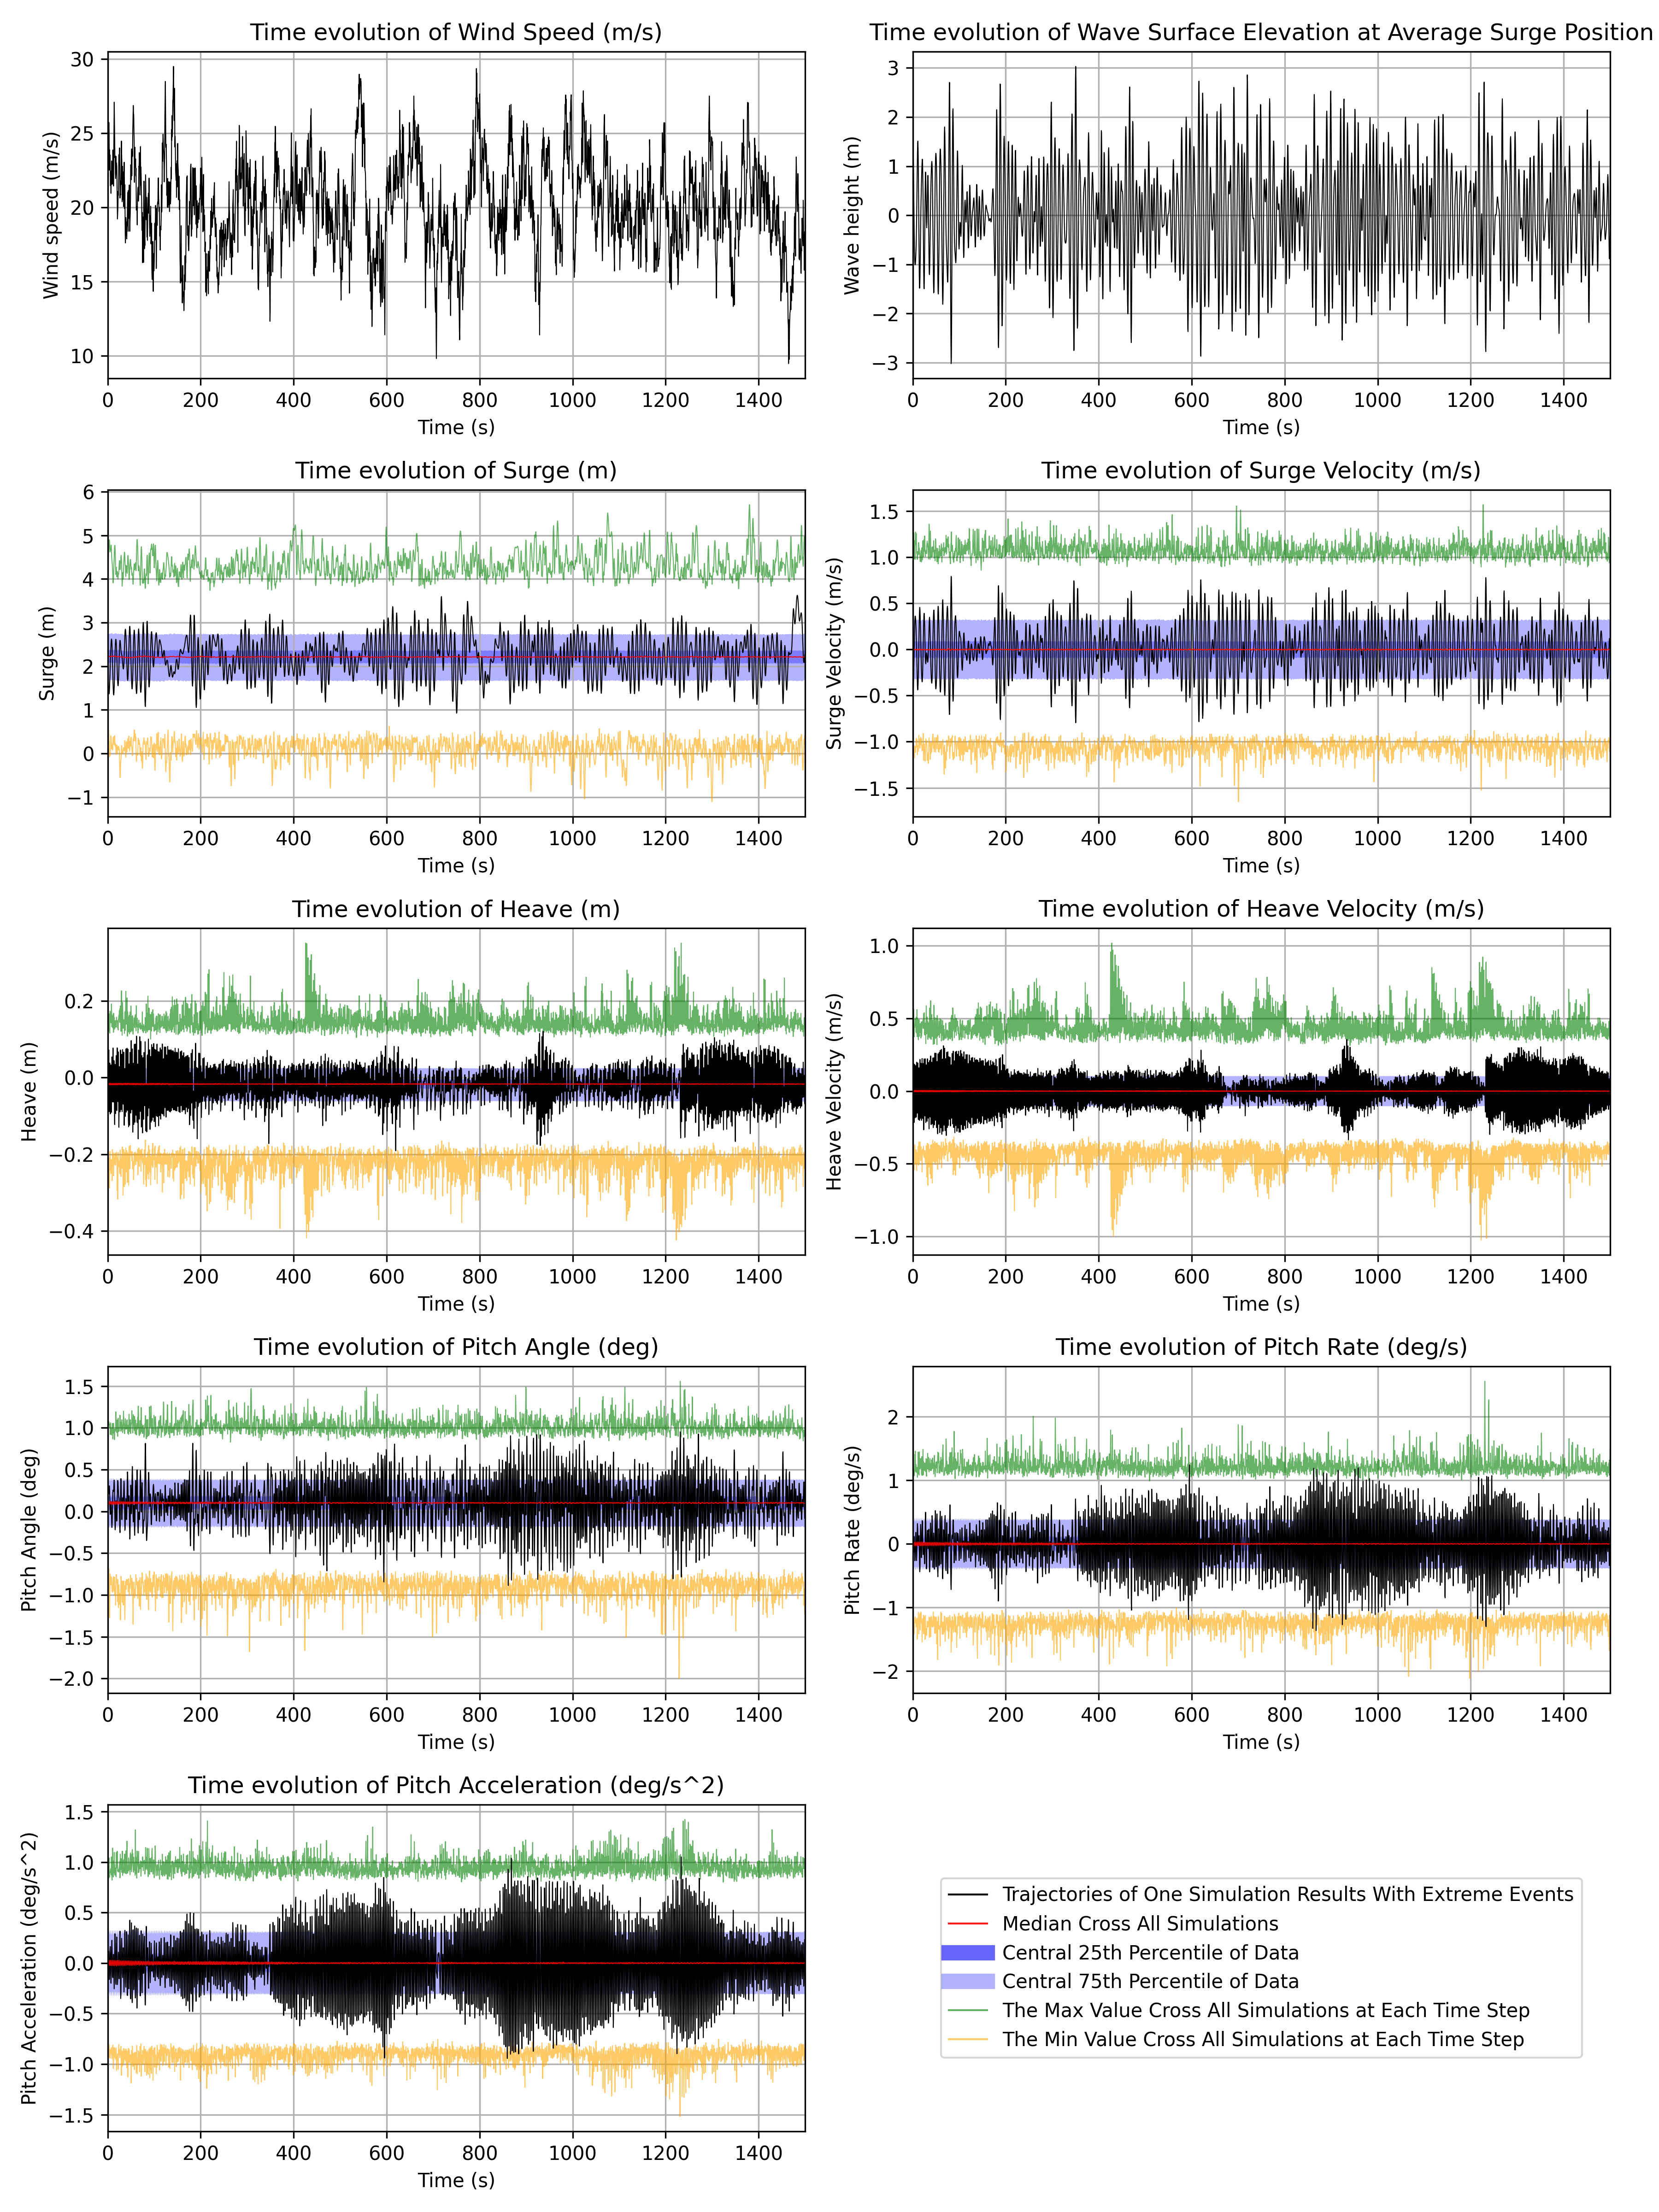 Time evolution of Wind Speed (m/s)
Wind speed (m/s)
30
25
20
15
10
0 200 400 600 800 1000 1200 1400
Time (s)
Time evolution of Wave Surface Elevation at Average Surge Position
Wave height (m)
3
2
1
0
−1
−2
−3
0 200 400 600 800 1000 1200 1400
Time (s)
Time evolution of Surge (m)
Surge (m)
6
5
4
3
2
1
0
−1
0 200 400 600 800 1000 1200 1400
Time (s)
Time evolution of Surge Velocity (m/s)
Surge Velocity (m/s)
1.5
1.0
0.5
0.0
−0.5
−1.0
−1.5
0 200 400 600 800 1000 1200 1400
Time (s)
Time evolution of Heave (m)
Heave (m)
0.2
0.0
−0.2
−0.4
0 200 400 600 800 1000 1200 1400
Time (s)
Time evolution of Heave Velocity (m/s)
Heave Velocity (m/s)
1.0
0.5
0.0
−0.5
−1.0
0 200 400 600 800 1000 1200 1400
Time (s)
Time evolution of Pitch Angle (deg)
Pitch Angle (deg)
1.5
1.0
0.5
0.0
−0.5
−1.0
−1.5
−2.0
0 200 400 600 800 1000 1200 1400
Time (s)
Time evolution of Pitch Rate (deg/s)
Pitch Rate (deg/s)
2
1
0
−1
−2
0 200 400 600 800 1000 1200 1400
Time (s)
Time evolution of Pitch Acceleration (deg/s^2)
Pitch Acceleration (deg/s^2)
1.5
1.0
0.5
0.0
−0.5
−1.0
−1.5
0 200 400 600 800 1000 1200 1400
Time (s)
Trajectories of One Simulation Results With Extreme Events
Median Cross All Simulations
Central 25th Percentile of Data
Central 75th Percentile of Data
The Max Value Cross All Simulations at Each Time Step
The Min Value Cross All Simulations at Each Time Step